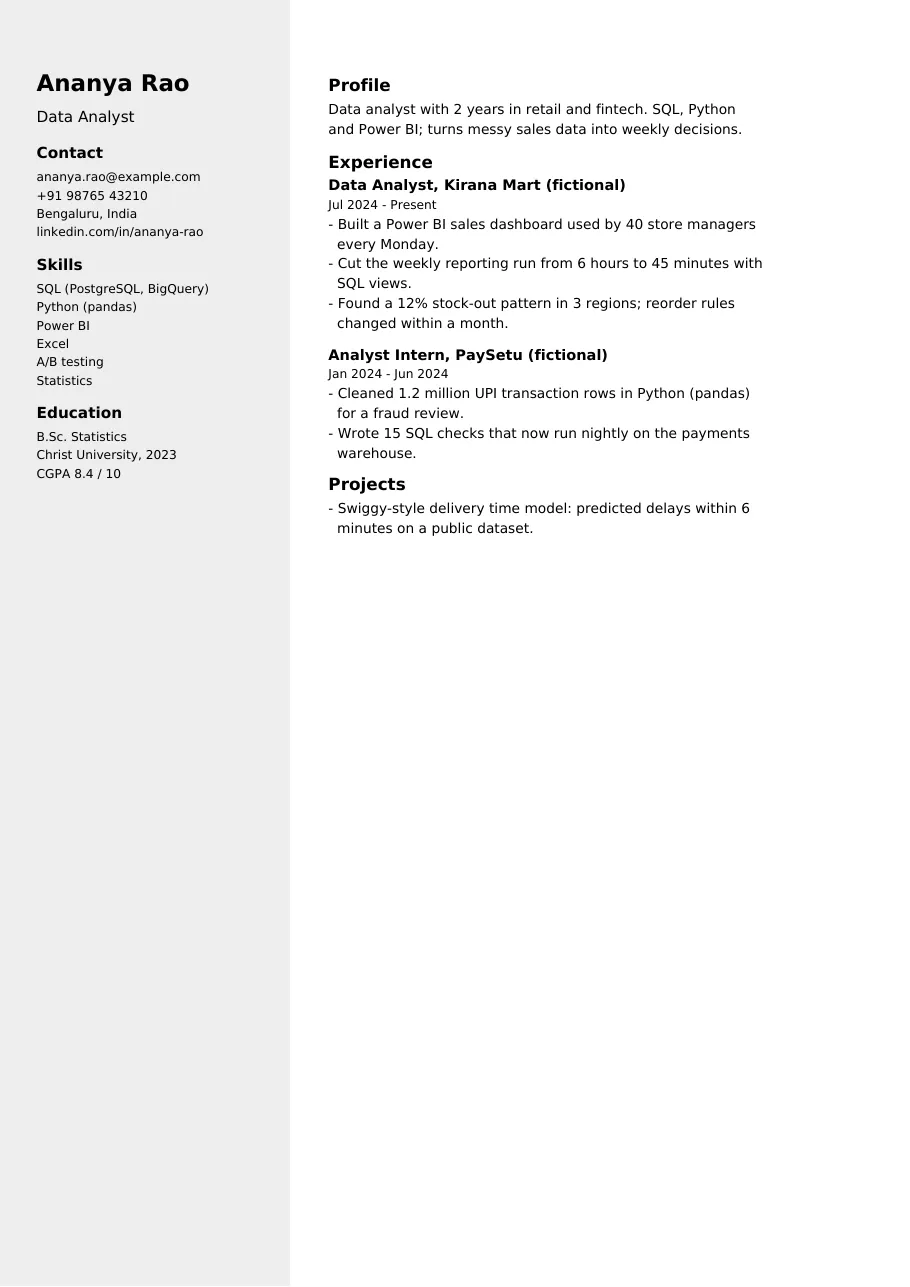 Ananya Rao
Data Analyst
Contact
ananya.rao@example.com
+91 98765 43210
Bengaluru, India
linkedin.com/in/ananya-rao
Skills
SQL (PostgreSQL, BigQuery)
Python (pandas)
Power BI
Excel
A/B testing
Statistics
Education
B.Sc. Statistics
Christ University, 2023
CGPA 8.4 / 10
Profile
Data analyst with 2 years in retail and fintech. SQL, Python
and Power BI; turns messy sales data into weekly decisions.
Experience
Data Analyst, Kirana Mart (fictional)
Jul 2024 - Present
- Built a Power BI sales dashboard used by 40 store managers
every Monday.
- Cut the weekly reporting run from 6 hours to 45 minutes with
SQL views.
- Found a 12% stock-out pattern in 3 regions; reorder rules
changed within a month.
Analyst Intern, PaySetu (fictional)
Jan 2024 - Jun 2024
- Cleaned 1.2 million UPI transaction rows in Python (pandas)
for a fraud review.
- Wrote 15 SQL checks that now run nightly on the payments
warehouse.
Projects
- Swiggy-style delivery time model: predicted delays within 6
minutes on a public dataset.